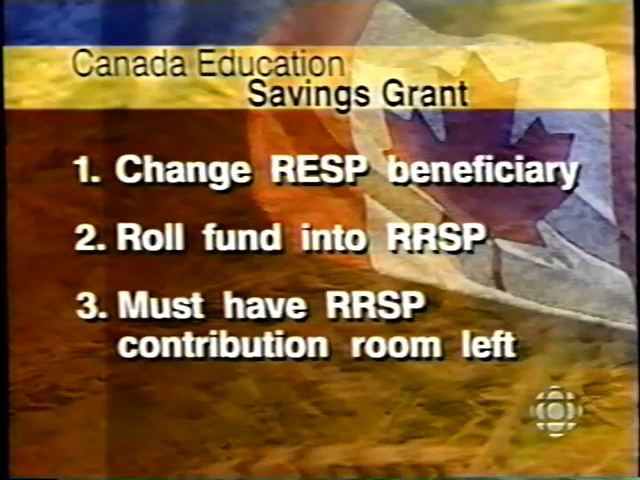 Canada Education
Savings Grant
1. Change RESP beneficiary
2. Roll fund into RRSP
3. Must have RRSP
contribution room left